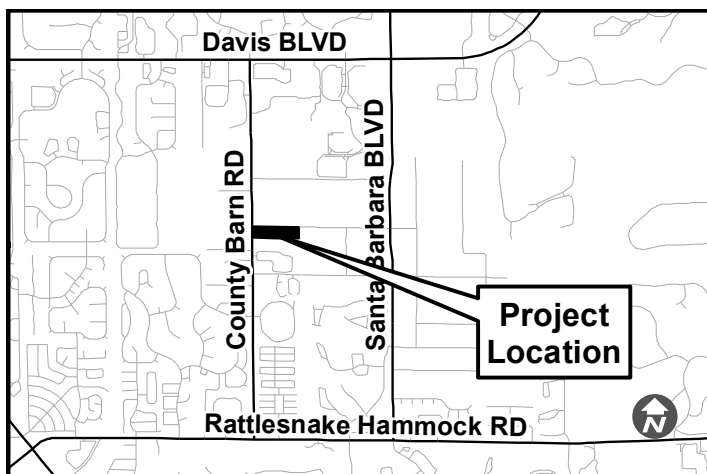 Davis BLVD
County Barn RD
Santa Barbara BLVD
Project
Location
Rattlesnake Hammock RD
N